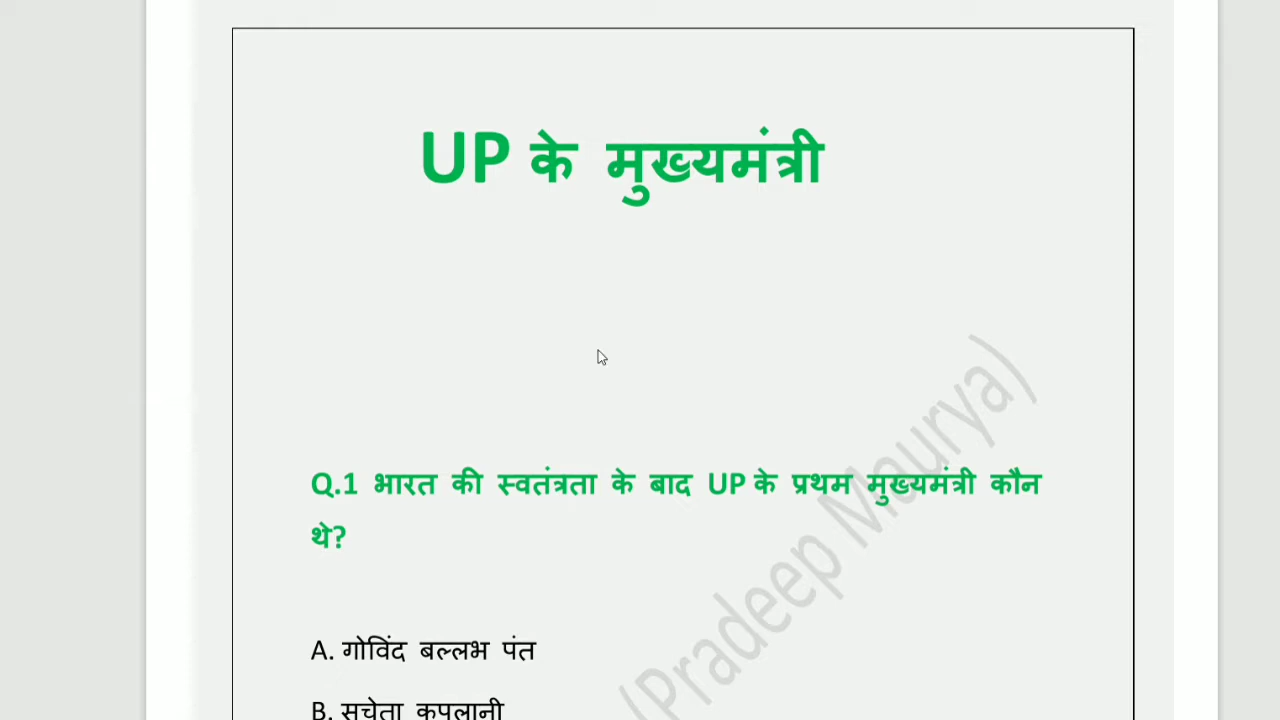 UP के मुख्यमंत्री
Q.1 भारत की स्वतंत्रता के बाद UP के प्रथम मुख्यमंत्री कौन
थे?
A. गोविंद बल्लभ पंत
B. सुचेता कृपलानी
(Pradeep Maurya)